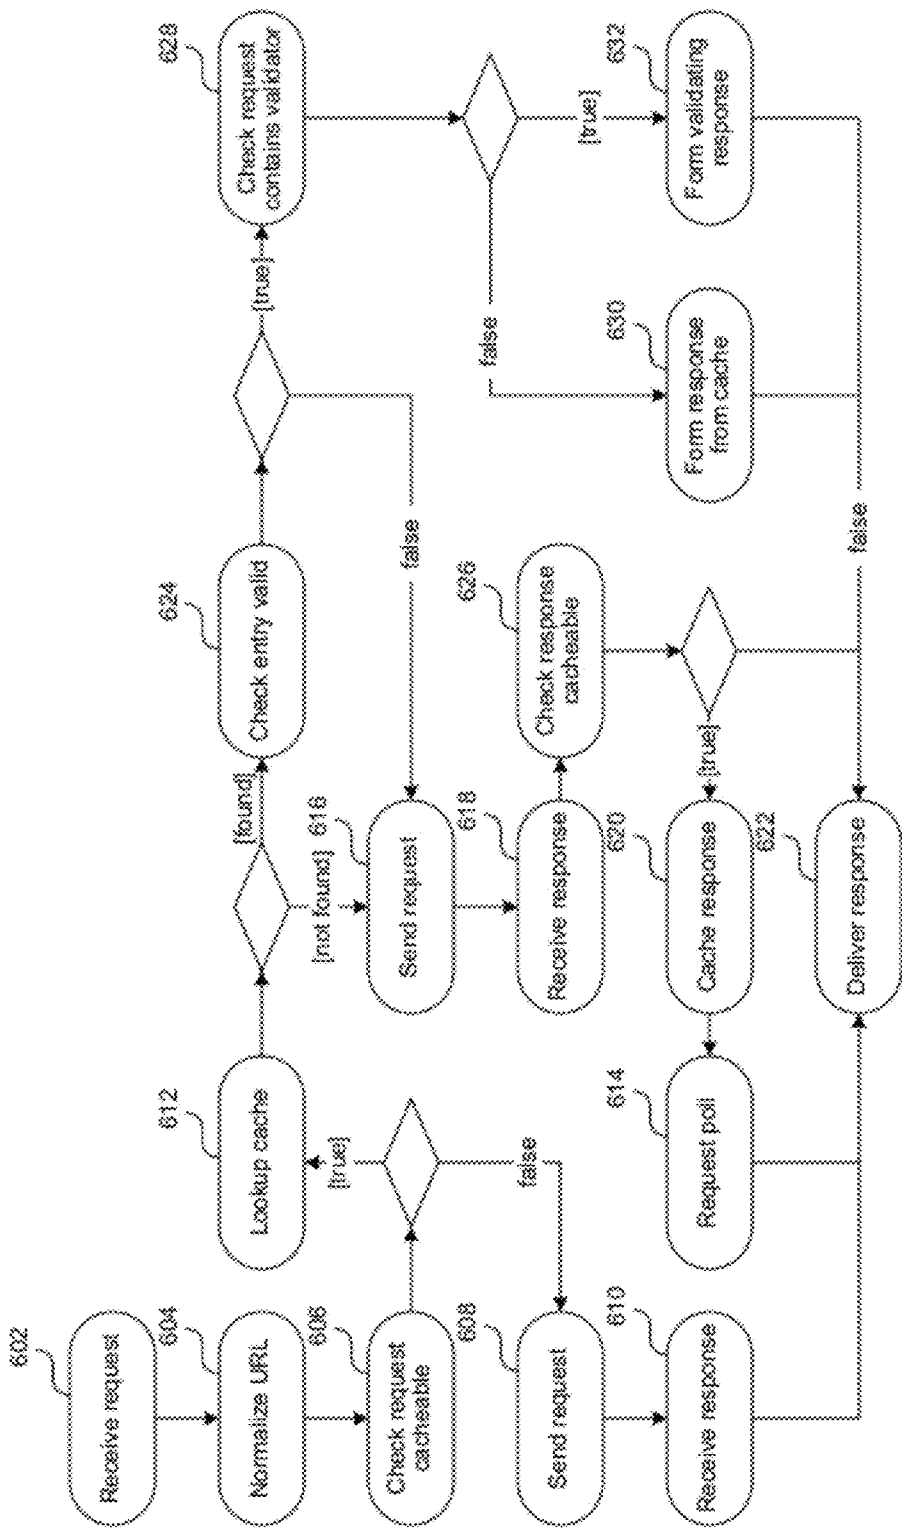 602
Receive request
604
Normalize URL
606
Check request
cacheable
608
Send request
610
Receive response
612
Lookup cache
[true]
false
614
Request poll
[found]
[not found]
616
Send request
618
Receive response
620
Cache response
622
Deliver response
624
Check entry valid
false
626
Check response
cacheable
[true]
false
[true]
628
Check request
contains validator
false
[true]
630
Form response
from cache
632
Form validating
response